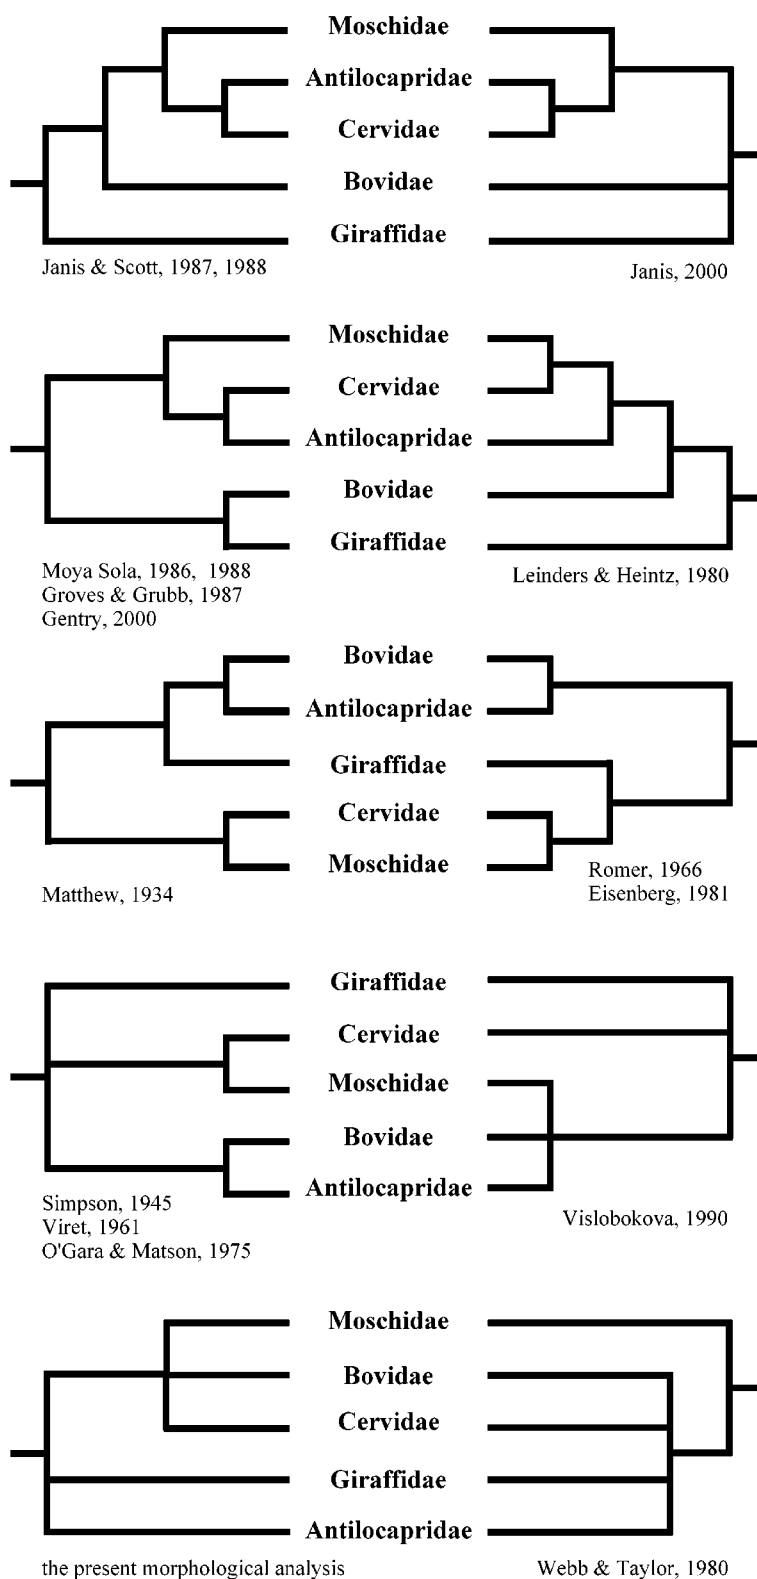 Moschidae
Antilocapridae
Cervidae
Bovidae
Giraffidae
Janis & Scott, 1987, 1988
Janis, 2000
Moschidae
Cervidae
Antilocapridae
Bovidae
Giraffidae
Moya Sola, 1986, 1988
Groves & Grubb, 1987
Gentry, 2000
Leinders & Heintz, 1980
Bovidae
Antilocapridae
Giraffidae
Cervidae
Moschidae
Matthew, 1934
Romer, 1966
Eisenberg, 1981
Giraffidae
Cervidae
Moschidae
Bovidae
Antilocapridae
Simpson, 1945
Viret, 1961
O'Gara & Matson, 1975
Vislobokova, 1990
Moschidae
Bovidae
Cervidae
Giraffidae
Antilocapridae
the present morphological analysis
Webb & Taylor, 1980